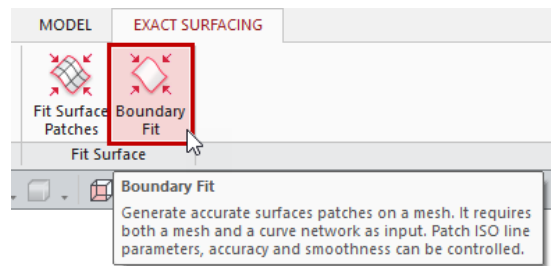 MODEL EXACT SURFACING
Fit Surface Boundary
Patches Fit
Fit Surface
Boundary Fit
Generate accurate surfaces patches on a mesh. It requires
both a mesh and a curve network as input. Patch ISO line
parameters, accuracy and smoothness can be controlled.